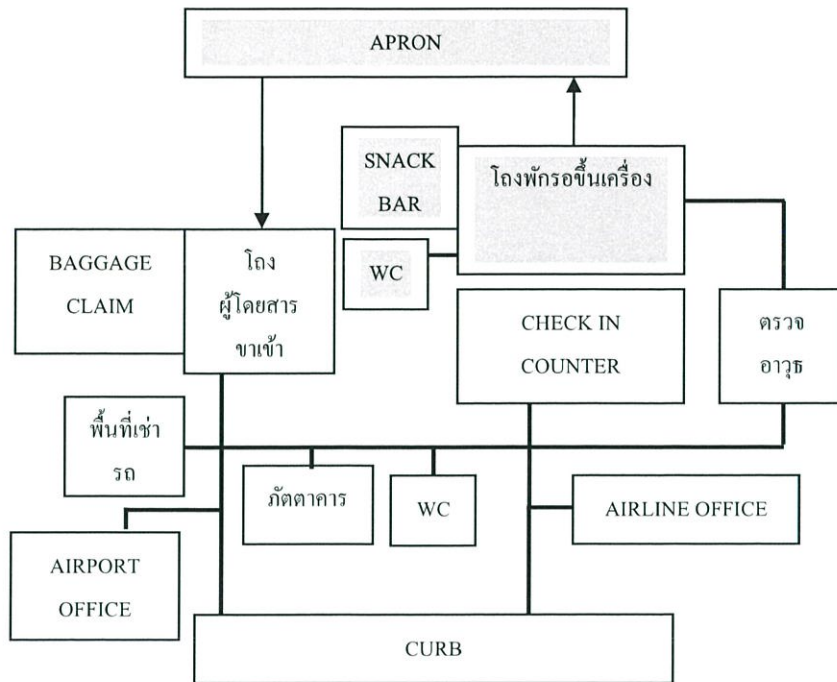 APRON
SNACK
BAR
โถงพักรอขึ้นเครื่อง
WC
BAGGAGE
CLAIM
โถง
ผู้โดยสาร
ขาเข้า
CHECK IN
COUNTER
ตรวจ
อาวุธ
พื้นที่เช่า
รถ
ภัตตาคาร
WC
AIRLINE OFFICE
AIRPORT
OFFICE
CURB